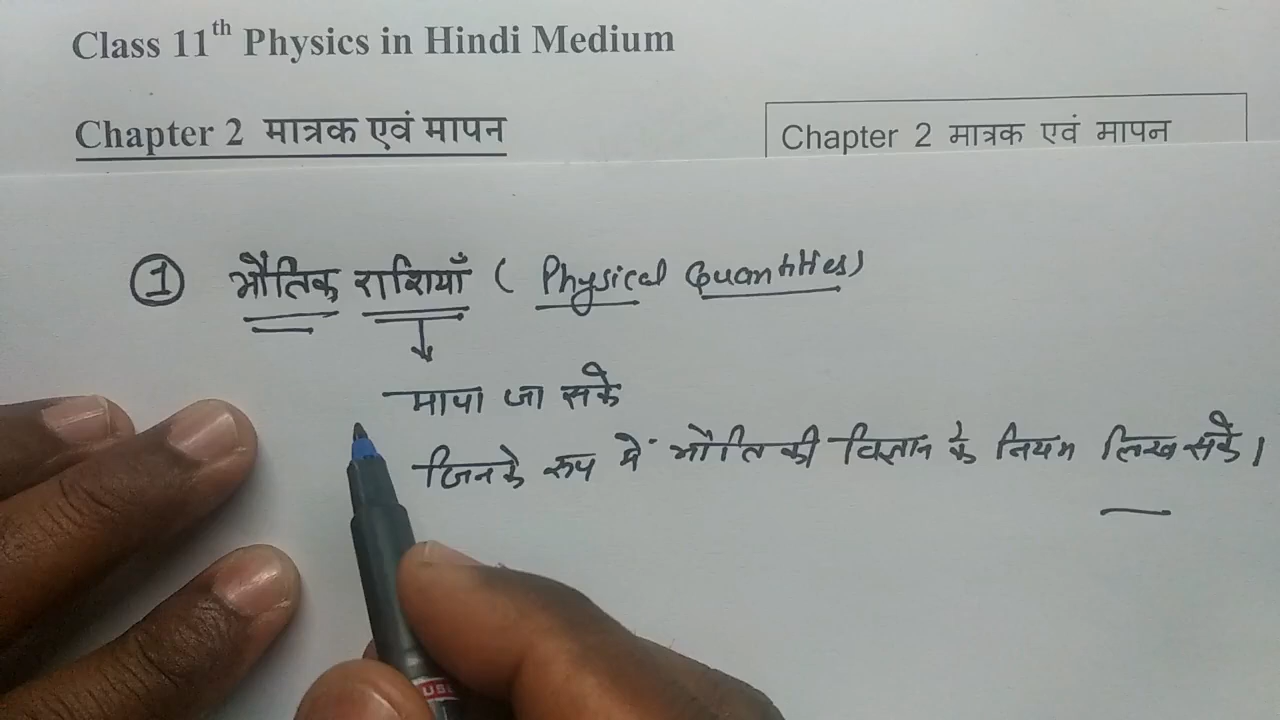 Class 11th Physics in Hindi Medium
Chapter 2 मात्रक एवं मापन
Chapter 2 मात्रक एवं मापन
① भौतिक राशियाँ ( Physical Quantities)
मापा जा सके
जिनके रूप में भौतिकी विज्ञान के नियम लिख सकें।